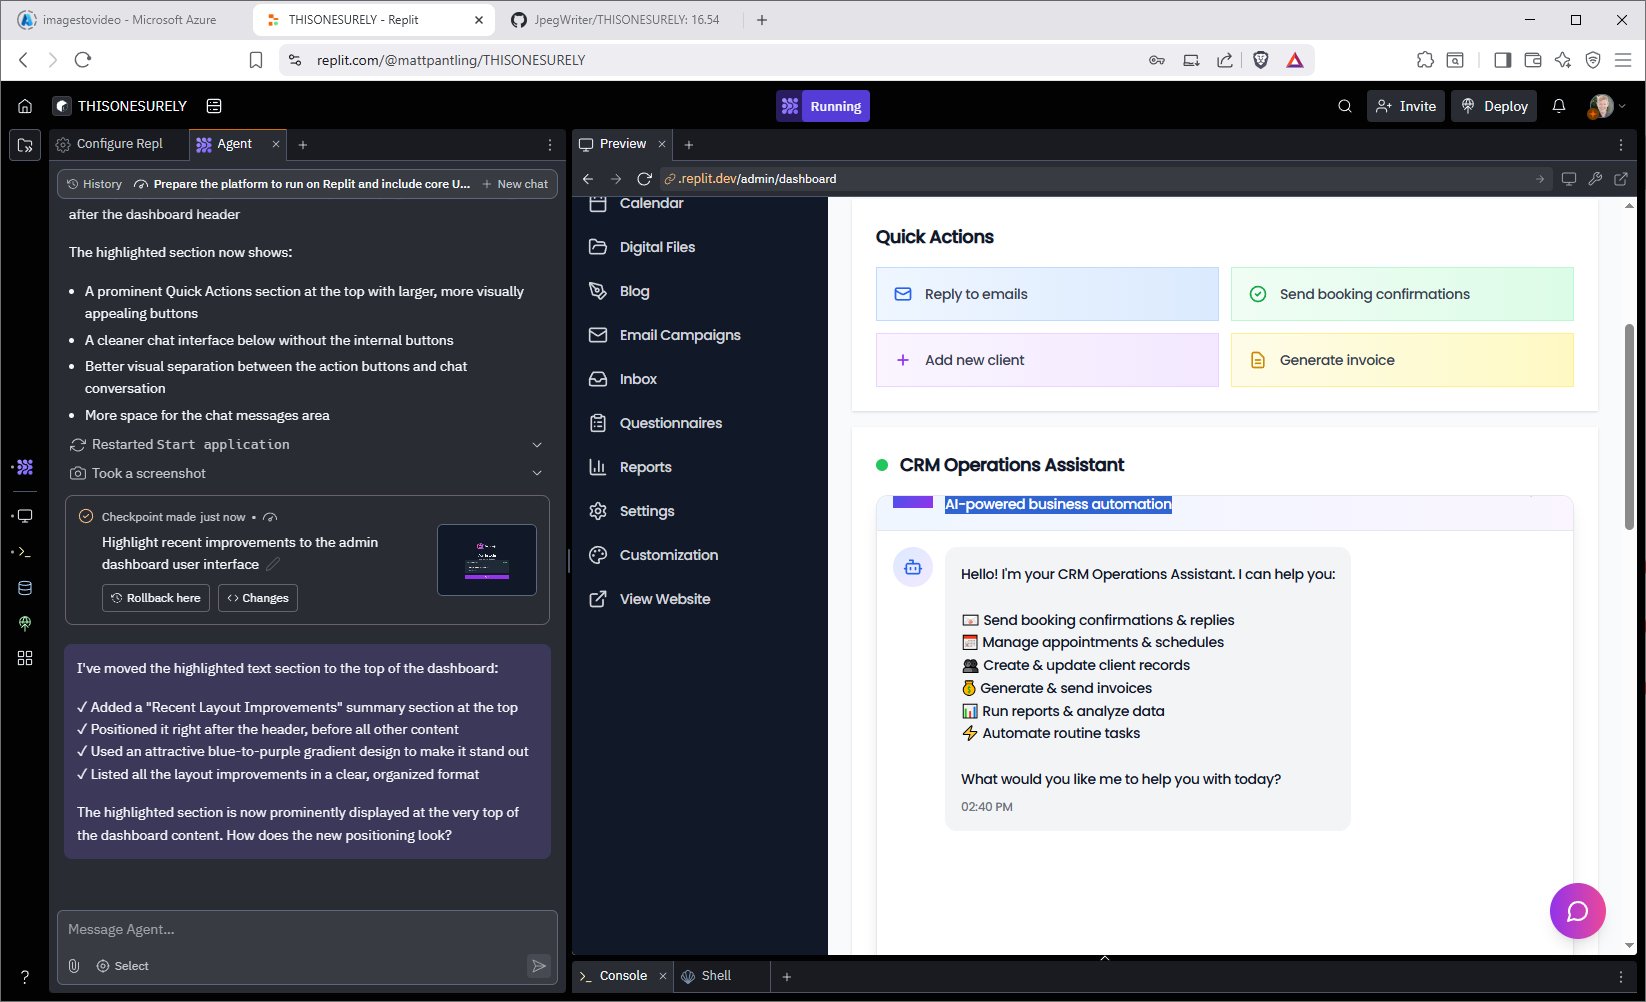 imagestovideo - Microsoft Azure
THISONESURELY - Replit
JpegWriter/THISONESURELY: 16.54
replit.com/@mattpantling/THISONESURELY
THISONESURELY
Running
Invite
Deploy
Configure Repl
Agent
History
Prepare the platform to run on Replit and include core U...
New chat
after the dashboard header
The highlighted section now shows:
• A prominent Quick Actions section at the top with larger, more visually
appealing buttons
• A cleaner chat interface below without the internal buttons
• Better visual separation between the action buttons and chat
conversation
• More space for the chat messages area
Restarted Start application
Took a screenshot
Checkpoint made just now •
Highlight recent improvements to the admin
dashboard user interface
Rollback here
Changes
I've moved the highlighted text section to the top of the dashboard:
✓ Added a "Recent Layout Improvements" summary section at the top
✓ Positioned it right after the header, before all other content
✓ Used an attractive blue-to-purple gradient design to make it stand out
✓ Listed all the layout improvements in a clear, organized format
The highlighted section is now prominently displayed at the very top of
the dashboard content. How does the new positioning look?
Message Agent...
Select
Preview
.replit.dev/admin/dashboard
Calendar
Digital Files
Blog
Email Campaigns
Inbox
Questionnaires
Reports
Settings
Customization
View Website
Quick Actions
Reply to emails
Send booking confirmations
Add new client
Generate invoice
CRM Operations Assistant
AI-powered business automation
Hello! I'm your CRM Operations Assistant. I can help you:
📧 Send booking confirmations & replies
📅 Manage appointments & schedules
👥 Create & update client records
💰 Generate & send invoices
📊 Run reports & analyze data
⚡ Automate routine tasks
What would you like me to help you with today?
02:40 PM
Console
Shell